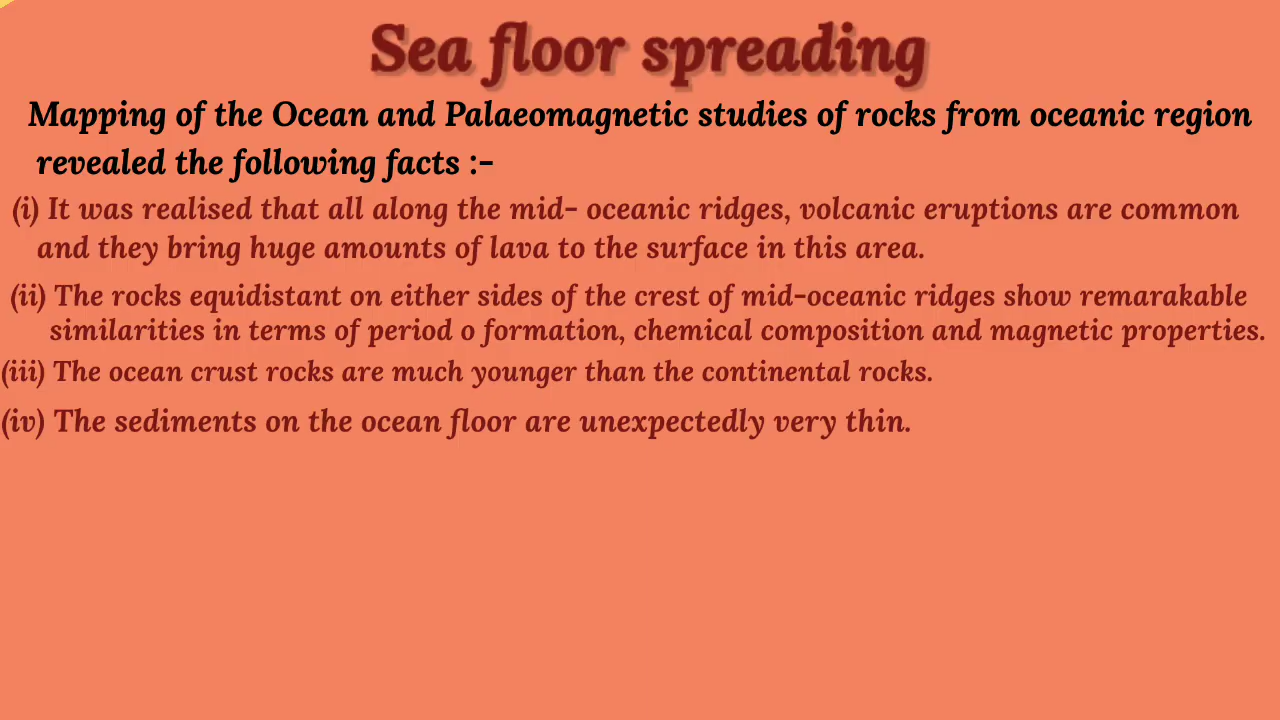 Sea floor spreading
Mapping of the Ocean and Palaeomagnetic studies of rocks from oceanic region
revealed the following facts :-
(i) It was realised that all along the mid- oceanic ridges, volcanic eruptions are common
and they bring huge amounts of lava to the surface in this area.
(ii) The rocks equidistant on either sides of the crest of mid-oceanic ridges show remarakable
similarities in terms of period o formation, chemical composition and magnetic properties.
(iii) The ocean crust rocks are much younger than the continental rocks.
(iv) The sediments on the ocean floor are unexpectedly very thin.